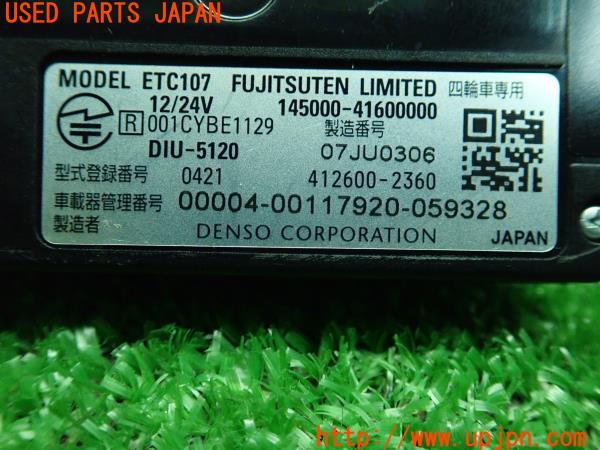 USED PARTS JAPAN
MODEL ETC107 FUJITSUTEN LIMITED 四輪車専用
12/24V 145000-41600000
R 001CYBE1129 製造番号
DIU-5120 07JU0306
型式登録番号 0421 412600-2360
車載器管理番号 00004-00117920-059328
製造者 DENSO CORPORATION JAPAN
http://www.upjpn.com